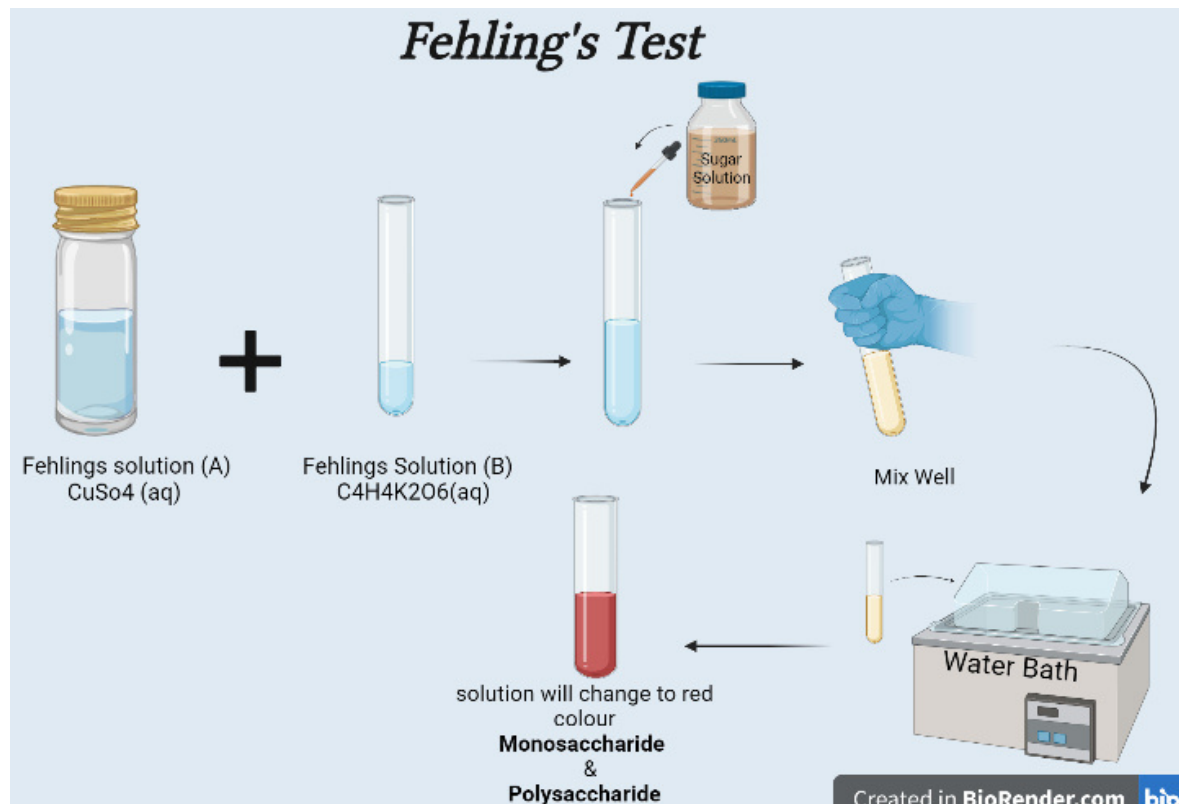 Fehling's Test
Sugar
Solution
Fehlings solution (A)
CuSo4 (aq)
Fehlings Solution (B)
C4H4K2O6(aq)
Mix Well
Water Bath
solution will change to red
colour
Monosaccharide
&
Polysaccharide
Created in BioRender.com bio